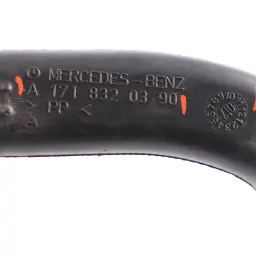 MERCEDES-BENZ
A 171 832 03 90
> PP <